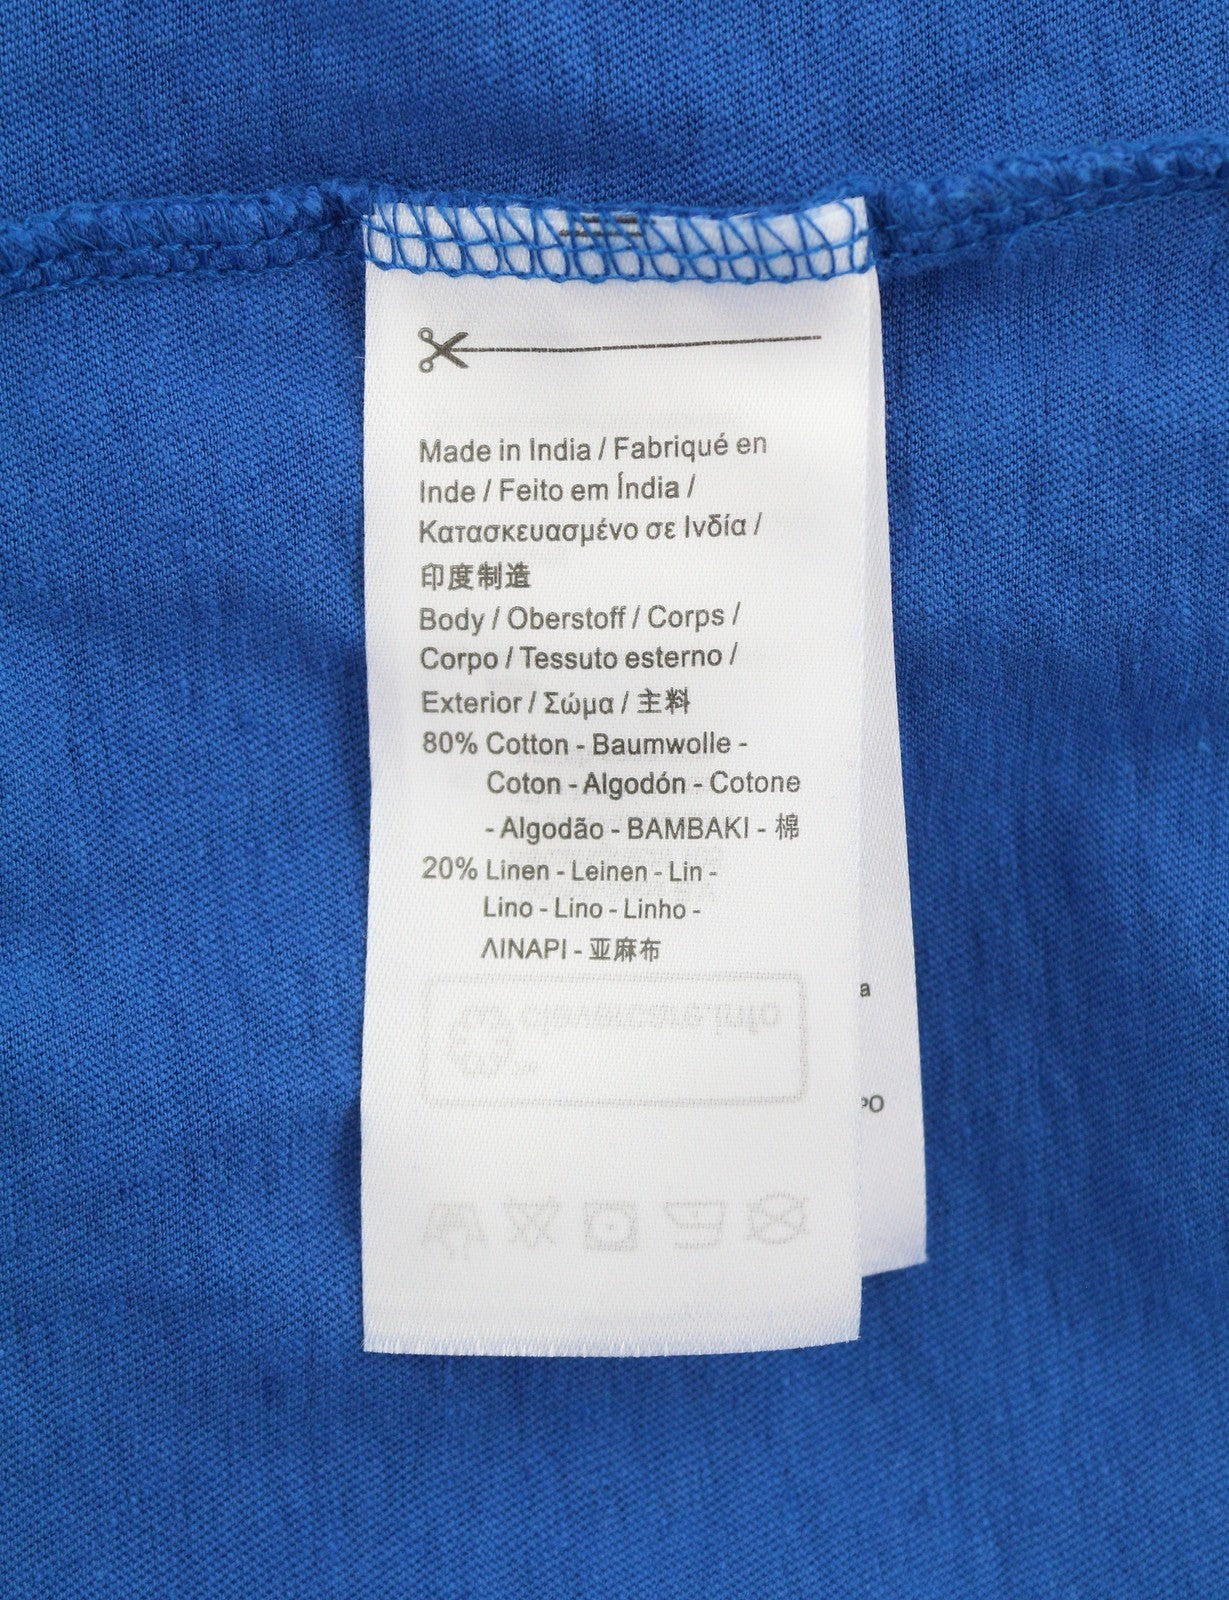 Made in India / Fabriqué en
Inde / Feito em Índia /
Κατασκευασμένο σε Ινδία /
印度制造
Body / Oberstoff / Corps /
Corpo / Tessuto esterno /
Exterior / Σώμα / 主料
80% Cotton - Baumwolle -
Coton - Algodón - Cotone
- Algodão - BAMBAKI - 棉
20% Linen - Leinen - Lin -
Lino - Lino - Linho -
ΛΙΝΑΡΙ - 亚麻布
clevercare.info
a